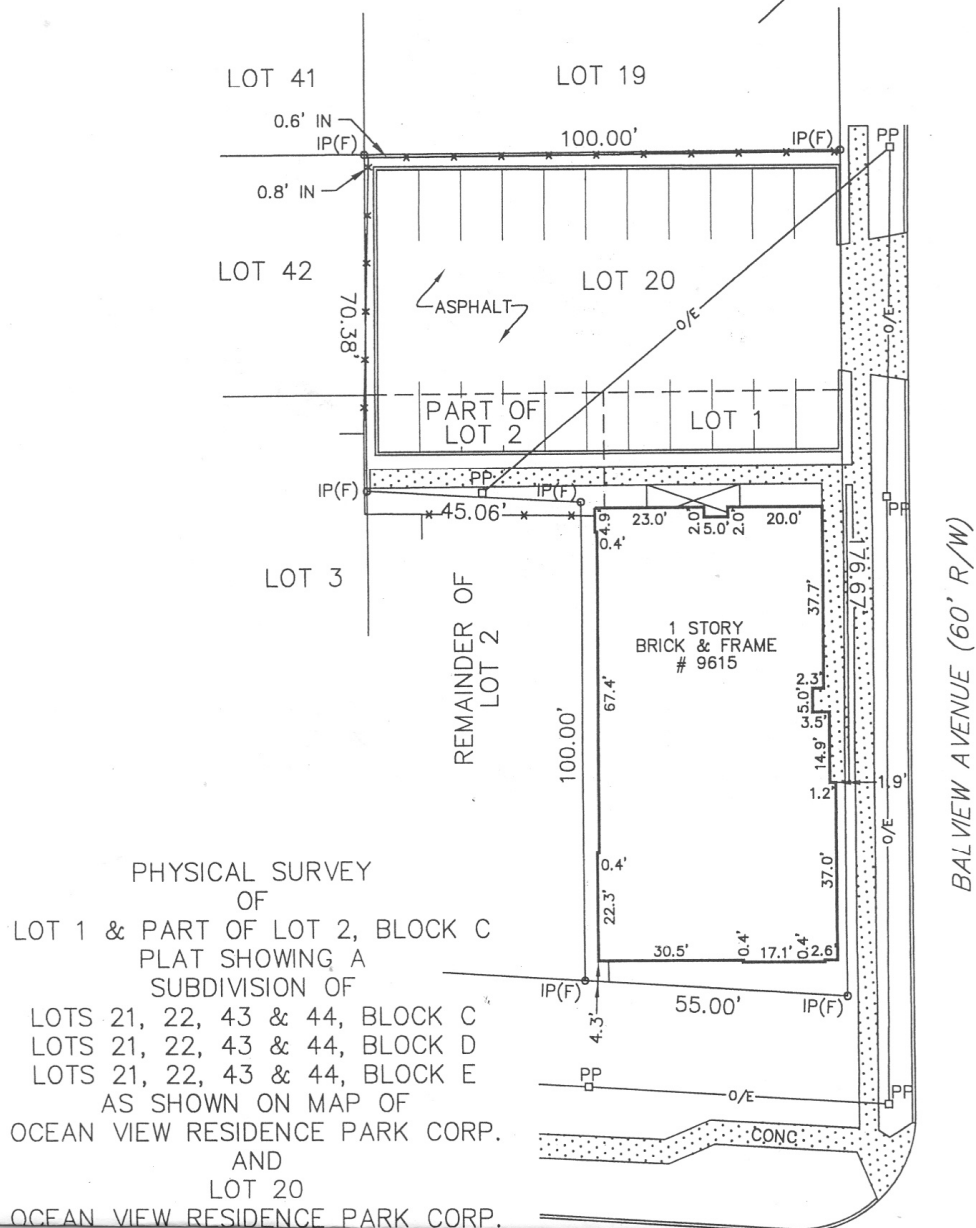 LOT 41
LOT 19
0.6' IN
IP(F)
100.00'
IP(F)
PP
0.8' IN
LOT 42
LOT 20
70.38'
ASPHALT
O/E
O/E
PART OF
LOT 2
LOT 1
PP
IP(F)
IP(F)
45.06'
4.9'
0.4'
23.0'
2.0'
5.0'
2.0'
20.0'
176.67'
PP
BALVIEW AVENUE (60' R/W)
LOT 3
REMAINDER OF
LOT 2
1 STORY
BRICK & FRAME
# 9615
37.7'
67.4'
2.3'
5.0'
3.5'
14.9'
100.00'
1.2'
1.9'
O/E
0.4'
37.0'
22.3'
30.5'
0.4'
17.1'
0.4'
2.6'
IP(F)
55.00'
IP(F)
4.3'
PP
O/E
PP
CONC
PHYSICAL SURVEY
OF
LOT 1 & PART OF LOT 2, BLOCK C
PLAT SHOWING A
SUBDIVISION OF
LOTS 21, 22, 43 & 44, BLOCK C
LOTS 21, 22, 43 & 44, BLOCK D
LOTS 21, 22, 43 & 44, BLOCK E
AS SHOWN ON MAP OF
OCEAN VIEW RESIDENCE PARK CORP.
AND
LOT 20
OCEAN VIEW RESIDENCE PARK CORP.